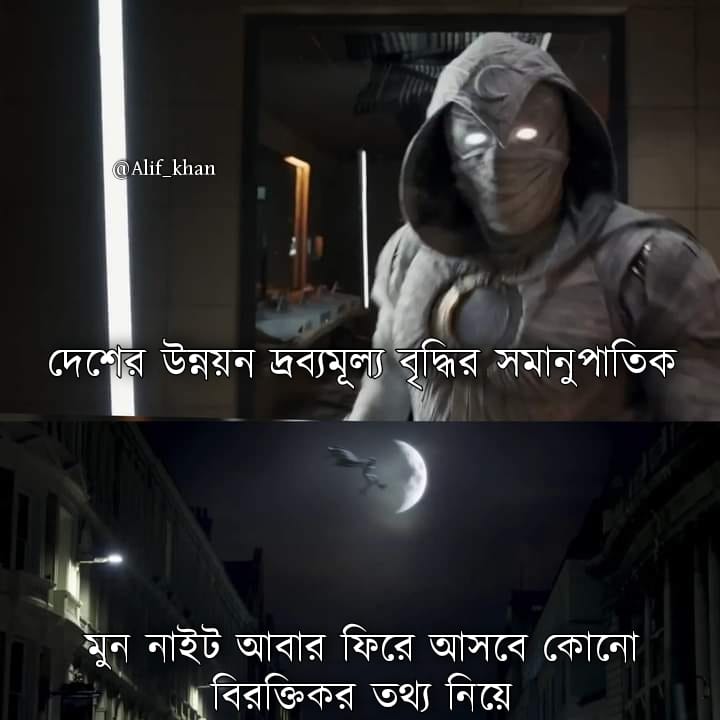 @Alif_khan
দেশের উন্নয়ন দ্রব্যমূল্য বৃদ্ধির সমানুপাতিক
মুন নাইট আবার ফিরে আসবে কোনো
বিরক্তিকর তথ্য নিয়ে